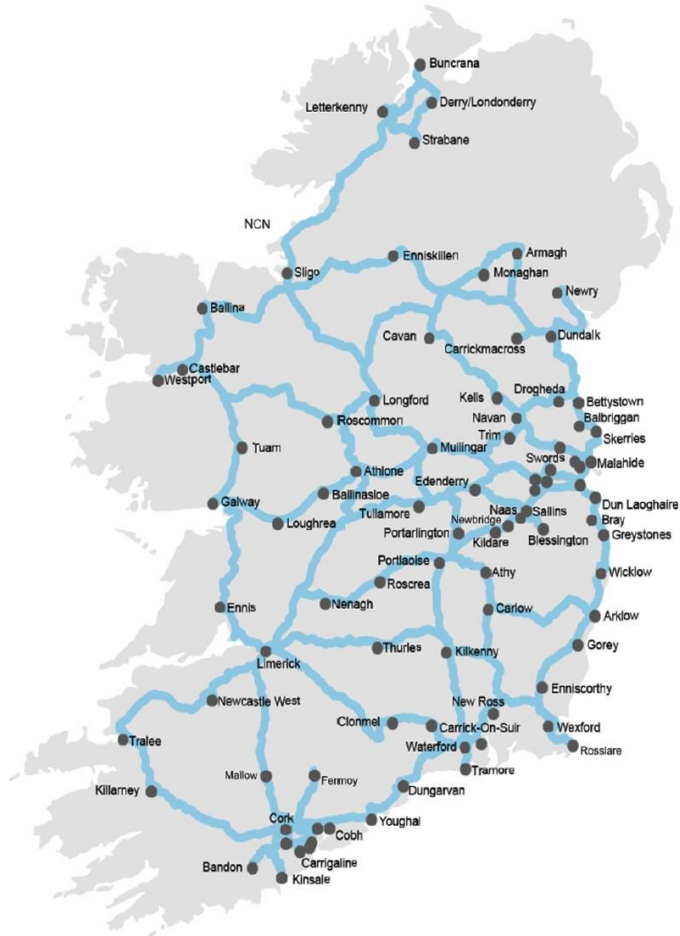 Buncrana
Derry/Londonderry
Letterkenny
Strabane
NCN
Armagh
Enniskillen
Sligo
Monaghan
Newry
Ballina
Cavan
Dundalk
Carrickmacross
Castlebar
Westport
Drogheda
Kells
Longford
Bettystown
Navan
Balbriggan
Roscommon
Trim
Skerries
Tuam
Mullingar
Swords
Malahide
Athlone
Edenderry
Ballinasloe
Galway
Dun Laoghaire
Tullamore
Naas
Sallins
Newbridge
Bray
Loughrea
Portarlington
Greystones
Kildare
Blessington
Portlaoise
Athy
Wicklow
Roscrea
Nenagh
Ennis
Carlow
Arklow
Gorey
Thurles
Kilkenny
Limerick
Enniscorthy
Newcastle West
New Ross
Clonmel
Carrick-On-Suir
Wexford
Tralee
Waterford
Rosslare
Tramore
Mallow
Fermoy
Killarney
Dungarvan
Cork
Youghal
Cobh
Carrigaline
Bandon
Kinsale